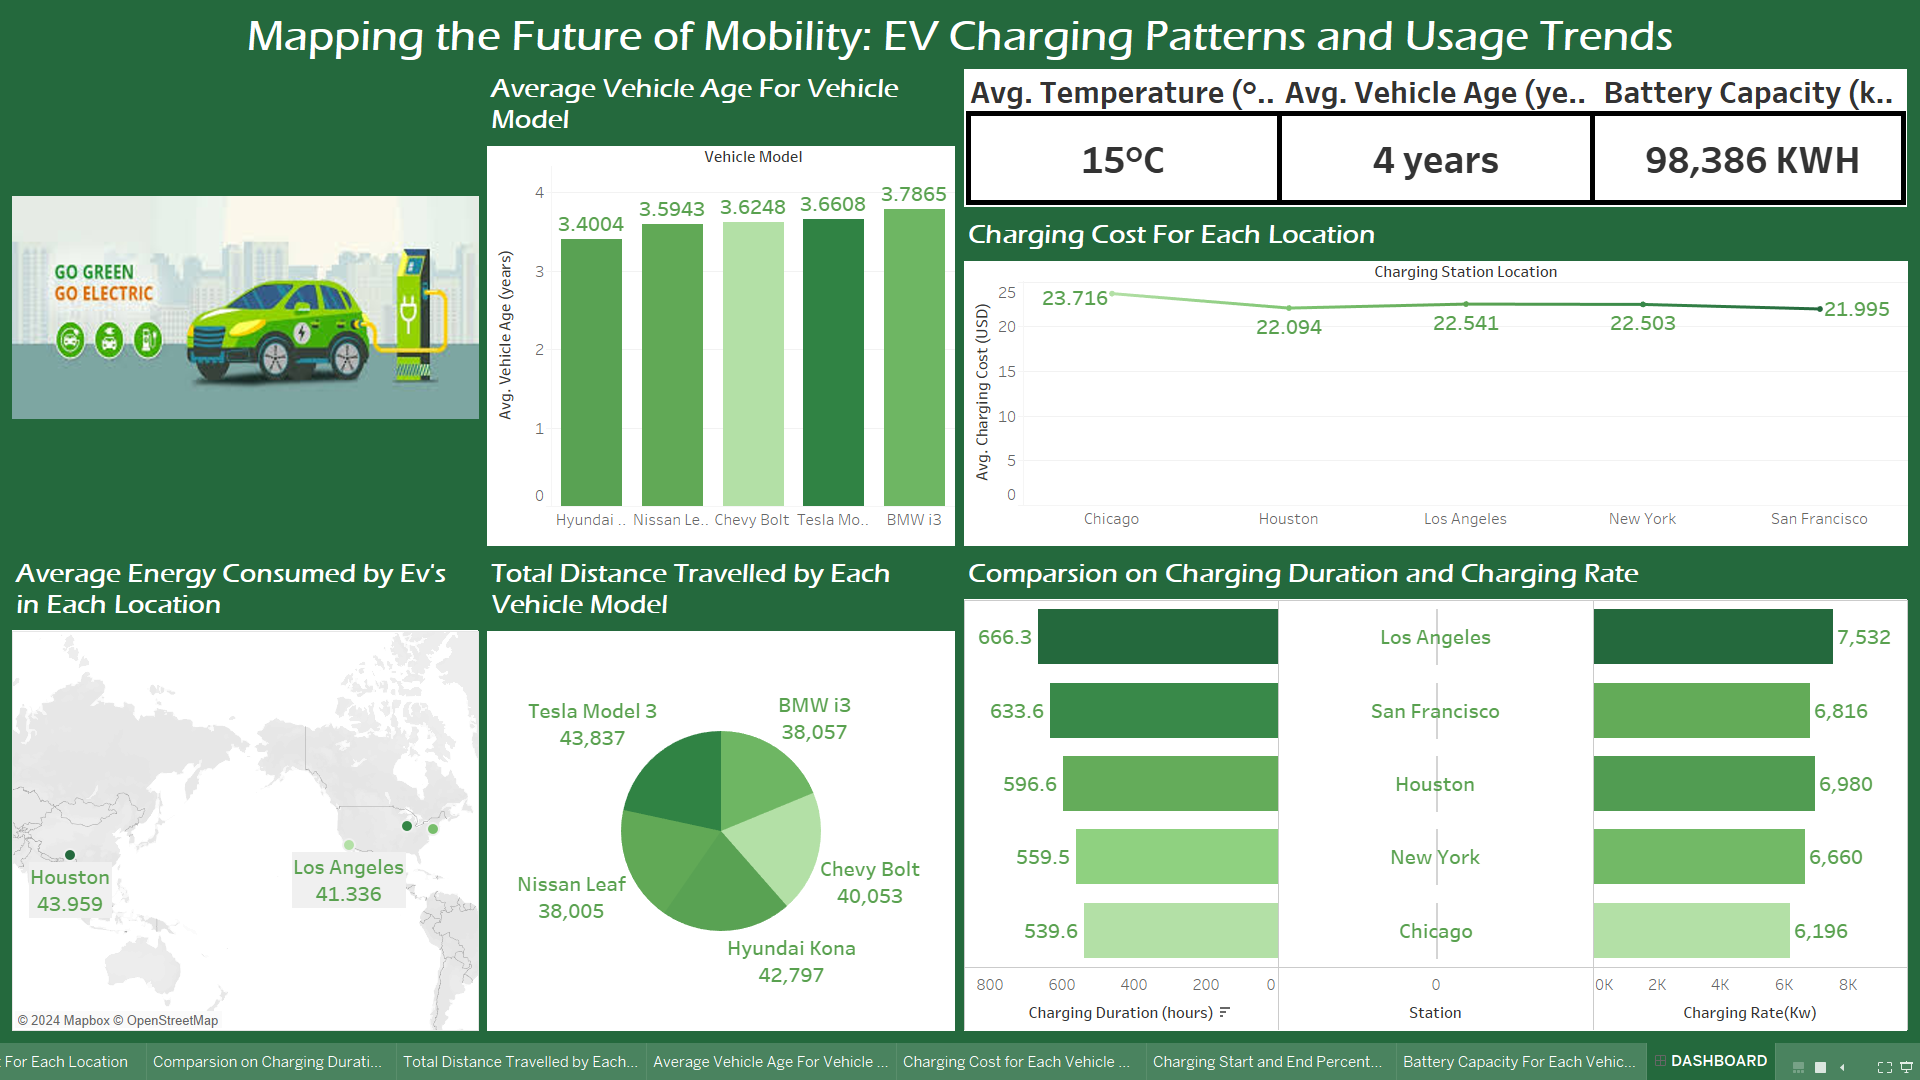 Mapping the Future of Mobility: EV Charging Patterns and Usage Trends
GO GREEN
GO ELECTRIC
Average Vehicle Age For Vehicle
Model
Vehicle Model
Avg. Vehicle Age (years)
4
3
2
1
0
3.4004
3.5943
3.6248
3.6608
3.7865
Hyundai ..
Nissan Le..
Chevy Bolt
Tesla Mo..
BMW i3
Avg. Temperature (°..
Avg. Vehicle Age (ye..
Battery Capacity (k..
15°C
4 years
98,386 KWH
Charging Cost For Each Location
Charging Station Location
Avg. Charging Cost (USD)
25
20
15
10
5
0
23.716
22.094
22.541
22.503
21.995
Chicago
Houston
Los Angeles
New York
San Francisco
Average Energy Consumed by Ev's
in Each Location
Houston
43.959
Los Angeles
41.336
© 2024 Mapbox © OpenStreetMap
Total Distance Travelled by Each
Vehicle Model
Tesla Model 3
43,837
BMW i3
38,057
Chevy Bolt
40,053
Nissan Leaf
38,005
Hyundai Kona
42,797
Comparsion on Charging Duration and Charging Rate
666.3
Los Angeles
7,532
633.6
San Francisco
6,816
596.6
Houston
6,980
559.5
New York
6,660
539.6
Chicago
6,196
800
600
400
200
0
0
0K
2K
4K
6K
8K
Charging Duration (hours)
Station
Charging Rate(Kw)
For Each Location
Comparsion on Charging Durati...
Total Distance Travelled by Each...
Average Vehicle Age For Vehicle ...
Charging Cost for Each Vehicle ...
Charging Start and End Percent...
Battery Capacity For Each Vehic...
DASHBOARD